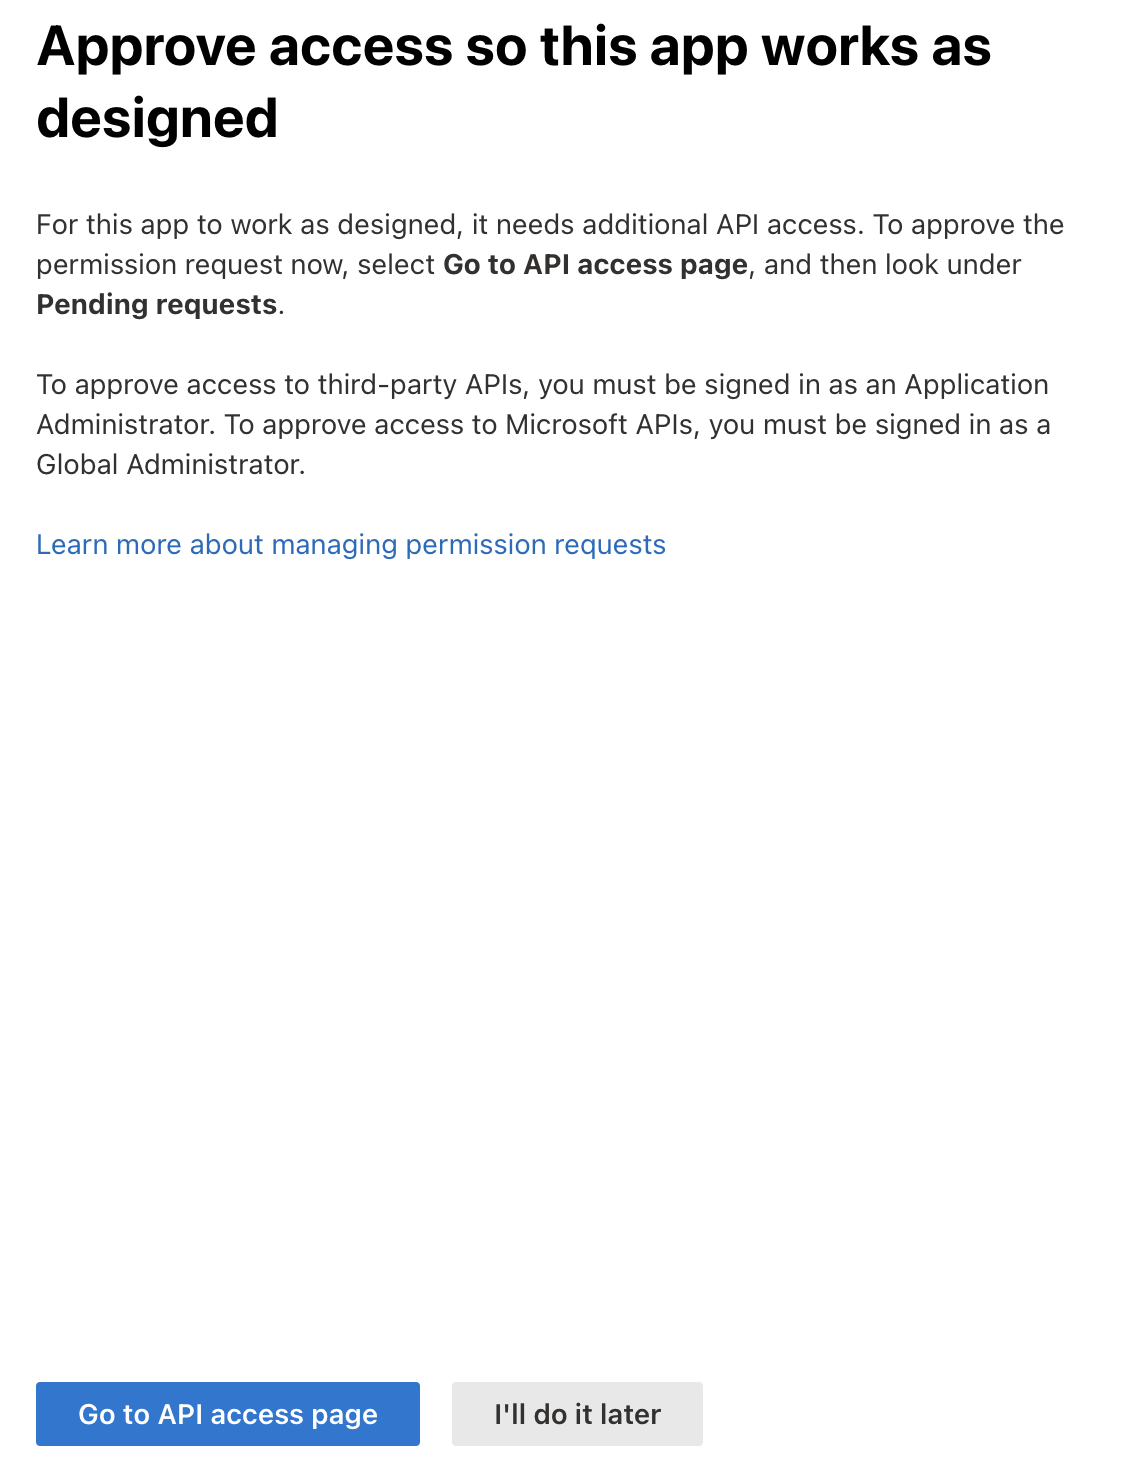 Approve access so this app works as
designed
For this app to work as designed, it needs additional API access. To approve the
permission request now, select Go to API access page, and then look under
Pending requests.
To approve access to third-party APIs, you must be signed in as an Application
Administrator. To approve access to Microsoft APIs, you must be signed in as a
Global Administrator.
Learn more about managing permission requests
Go to API access page
I'll do it later